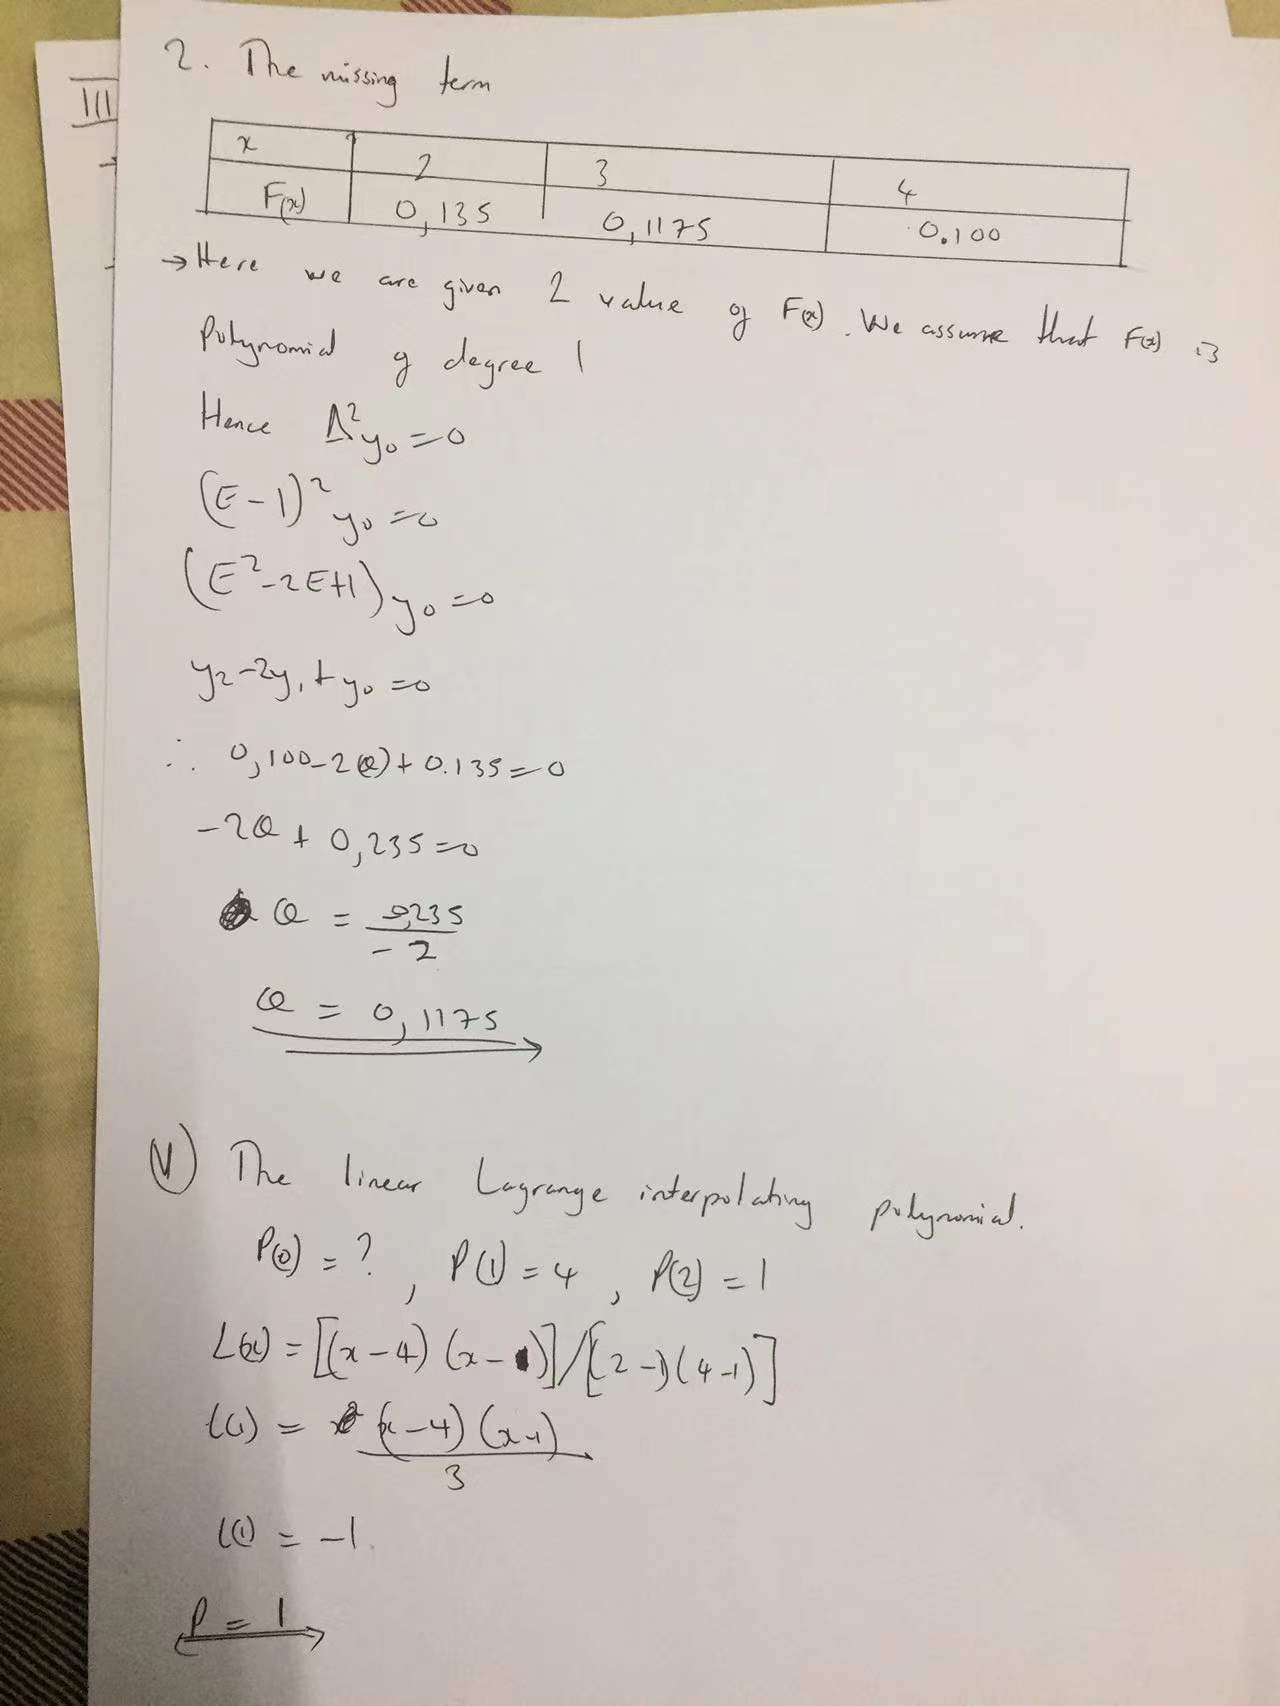 III
2. The missing term
x 2 3 4
F(x) 0,135 0,1175 0.100
→ Here we are given 2 value of F(x). We assume that F(x) is
Polynomial of degree 1
Hence Δ²y₀ = 0
(E - 1)² y₀ = 0
(E² - 2E + 1) y₀ = 0
y₂ - 2y₁ + y₀ = 0
∴ 0,100 - 2(a) + 0.135 = 0
-2a + 0,235 = 0
a = 0,235 / -2
a = 0,1175
V) The linear Lagrange interpolating polynomial.
P(0) = ? , P(1) = 4 , P(2) = 1
L(x) = [(x - 4) (x - 1)] / [(2 - 1)(4 - 1)]
L(1) = (x - 4) (x - 1) / 3
L(1) = -1
P = 1